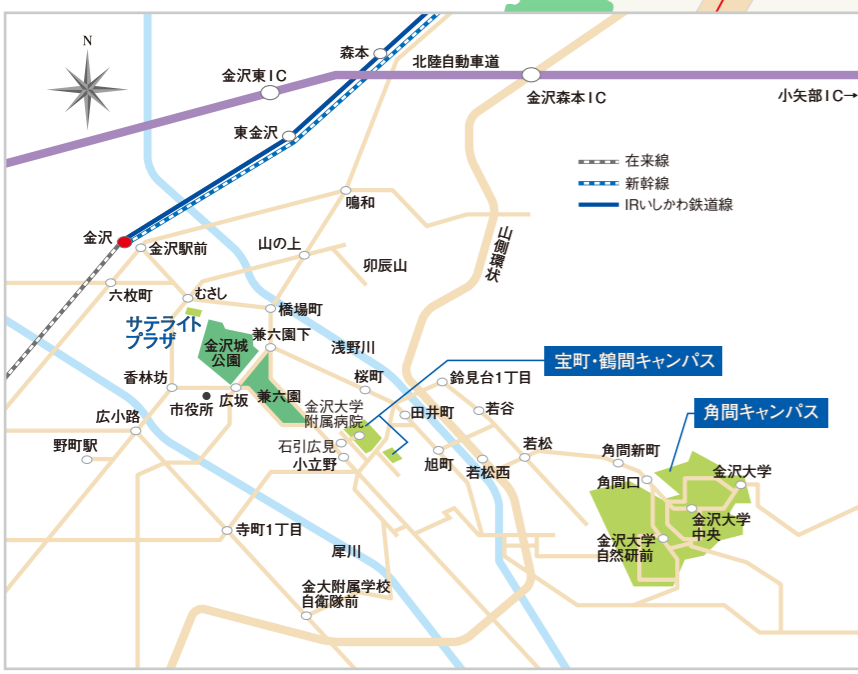 N
森本
北陸自動車道
金沢東IC
金沢森本IC
小矢部IC→
東金沢
在来線
新幹線
IRいしかわ鉄道線
鳴和
金沢
金沢駅前
山の上
卯辰山
山側環状
六枚町
むさし
橋場町
サテライト
プラザ
金沢城
公園
兼六園下
浅野川
宝町・鶴間キャンパス
香林坊
市役所
広坂
兼六園
桜町
鈴見台1丁目
角間キャンパス
広小路
金沢大学
附属病院
田井町
若谷
野町駅
石引広見
小立野
旭町
若松西
若松
角間新町
角間口
金沢大学
金沢大学
中央
金沢大学
自然研前
寺町1丁目
犀川
金大附属学校
自衛隊前